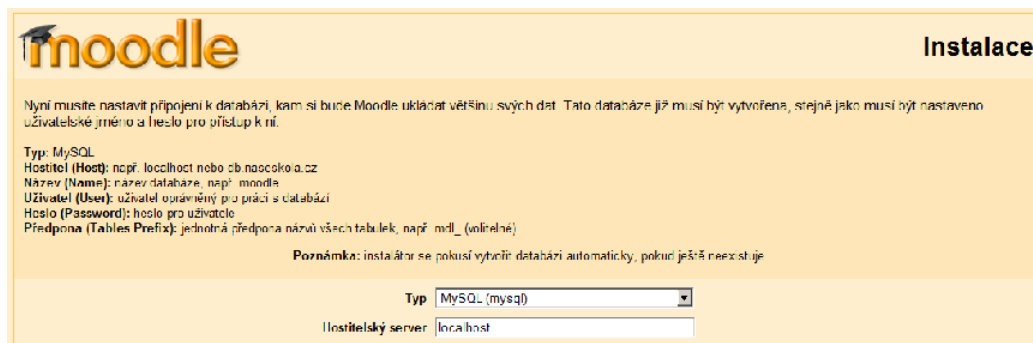 moodle
Instalace
Nyní musíte nastavit připojení k databázi, kam si bude Moodle ukládat většinu svých dat. Tato databáze již musí být vytvořena, stejně jako musí být nastaveno
uživatelské jméno a heslo pro přístup k ní.
Typ: MySQL
Hostitel (Host): např. localhost nebo db.naseskola.cz
Název (Name): název databáze, např. moodle
Uživatel (User): uživatel oprávněný pro práci s databází
Heslo (Password): heslo pro uživatele
Předpona (Tables Prefix): jednotná předpona názvů všech tabulek, např. mdl_ (volitelné)
Poznámka: instalátor se pokusí vytvořit databázi automaticky, pokud ještě neexistuje
Typ MySQL (mysql)
Hostitelský server localhost